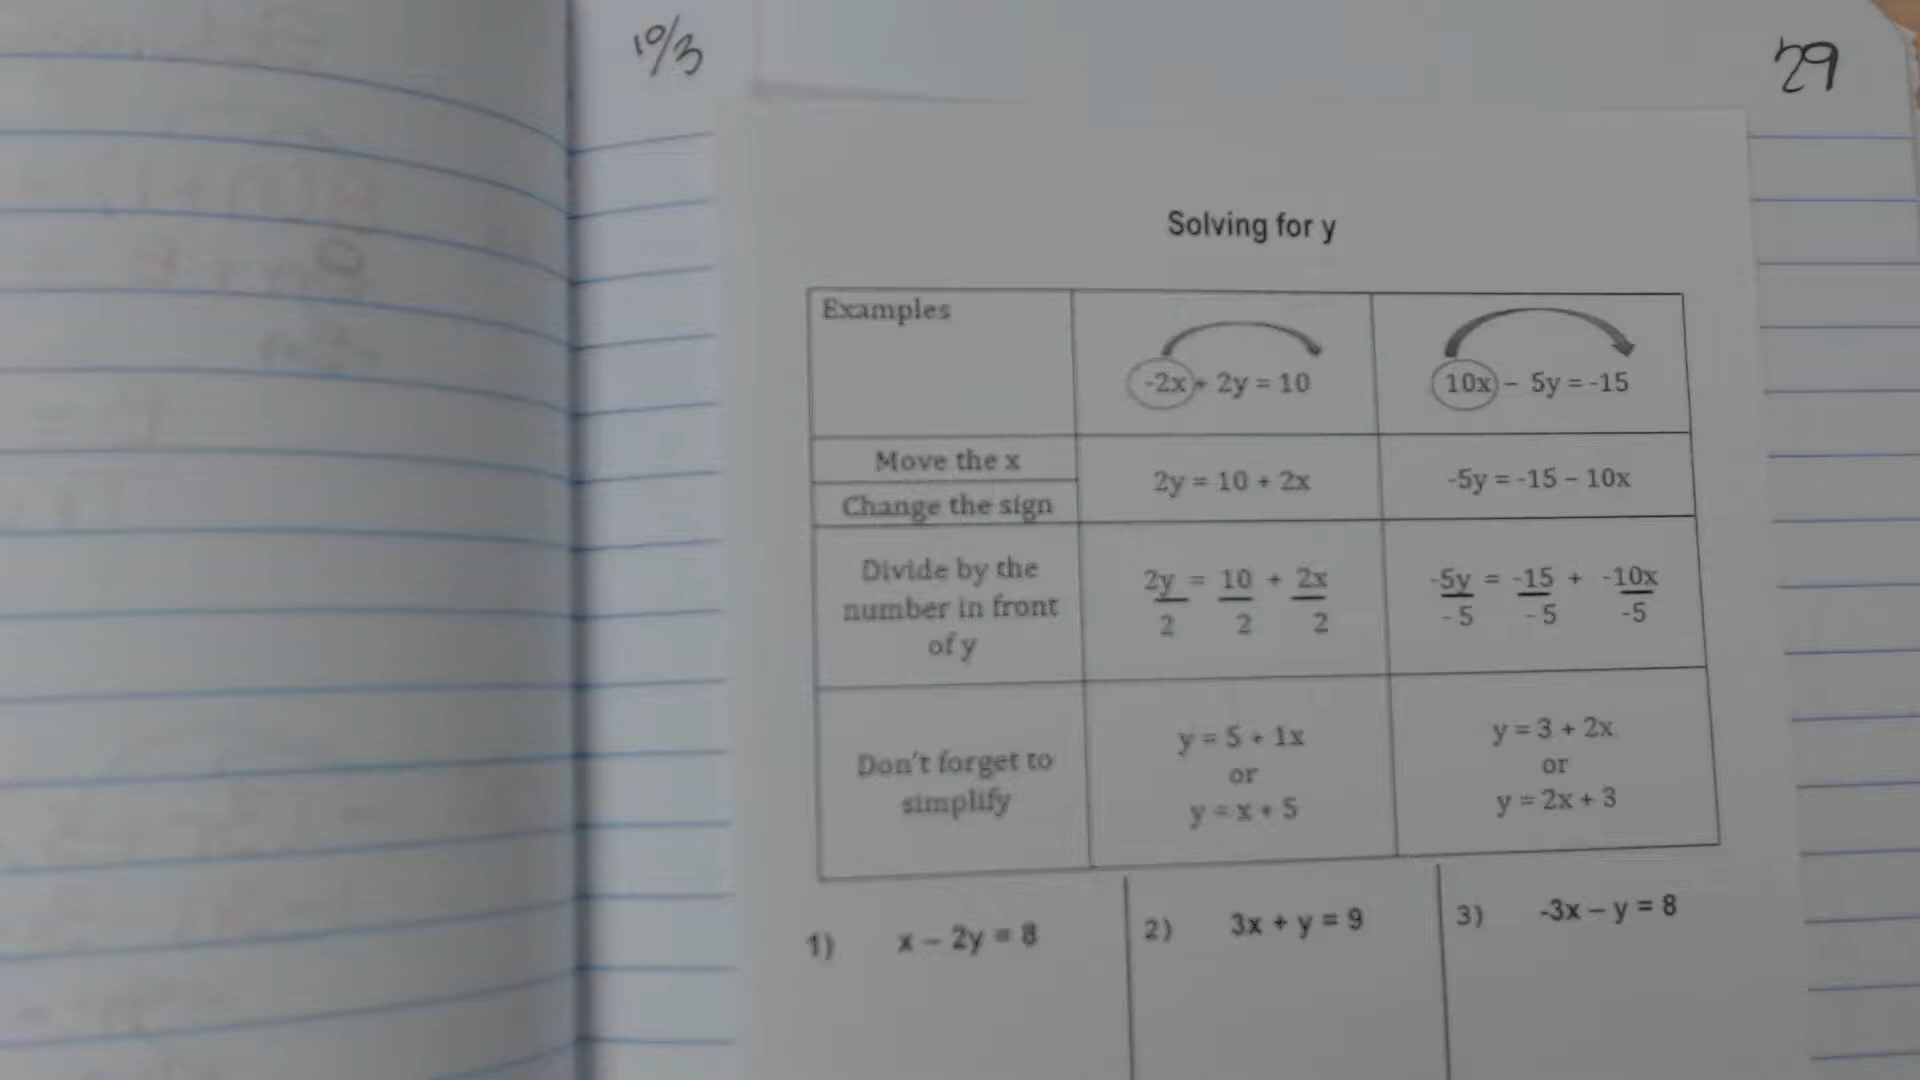 10/3
29
Solving for y
Examples
-2x + 2y = 10
10x – 5y = -15
Move the x
Change the sign
2y = 10 + 2x
-5y = -15 – 10x
Divide by the
number in front
of y
2y = 10 + 2x
2 2 2
-5y = -15 + -10x
-5 -5 -5
Don't forget to
simplify
y = 5 + 1x
or
y = x + 5
y = 3 + 2x
or
y = 2x + 3
1) x – 2y = 8
2) 3x + y = 9
3) -3x – y = 8